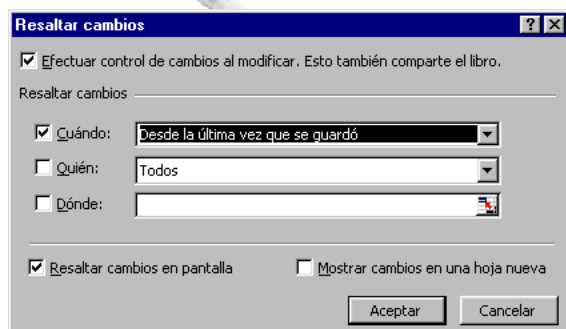 Resaltar cambios
Efectuar control de cambios al modificar. Esto también comparte el libro.
Resaltar cambios
Cuándo: Desde la última vez que se guardó
Quién: Todos
Dónde:
Resaltar cambios en pantalla Mostrar cambios en una hoja nueva
Aceptar Cancelar